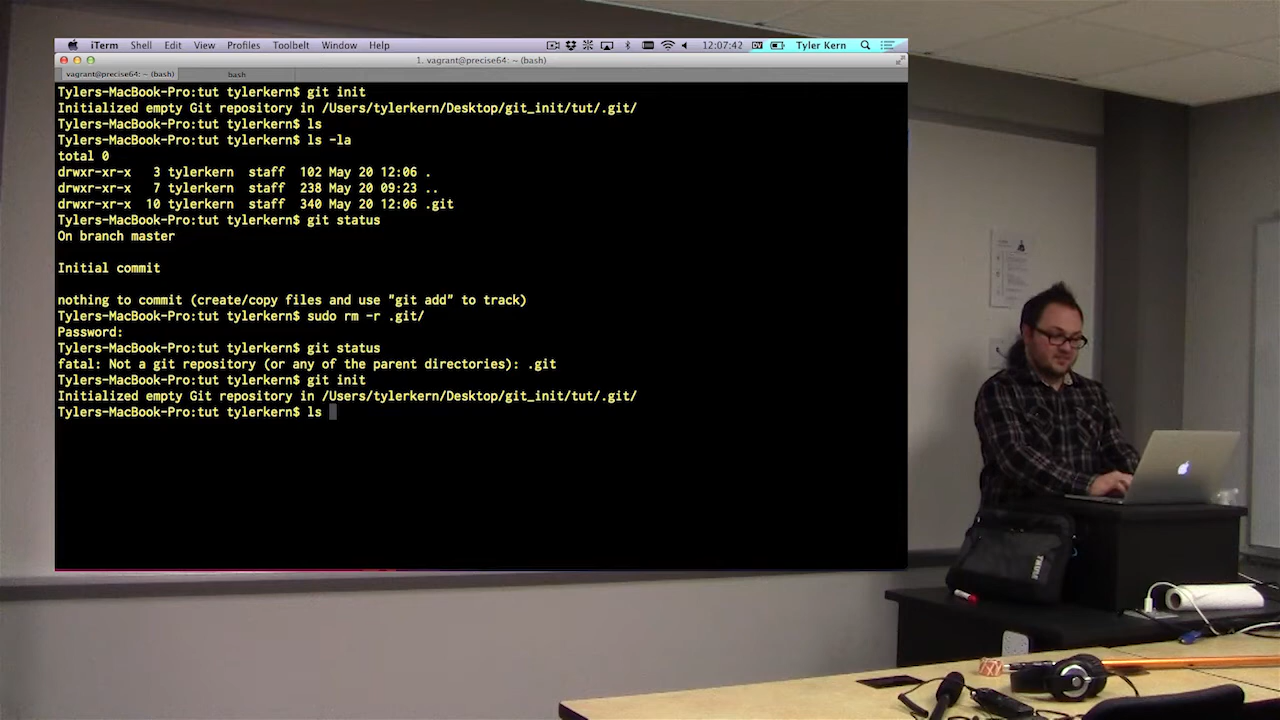 iTerm Shell Edit View Profiles Toolbelt Window Help 12:07:42 DV Tyler Kern
1. vagrant@precise64: ~ (bash)
vagrant@precise64: ~ (bash) bash
Tylers-MacBook-Pro:tut tylerkern$ git init
Initialized empty Git repository in /Users/tylerkern/Desktop/git_init/tut/.git/
Tylers-MacBook-Pro:tut tylerkern$ ls
Tylers-MacBook-Pro:tut tylerkern$ ls -la
total 0
drwxr-xr-x 3 tylerkern staff 102 May 20 12:06 .
drwxr-xr-x 7 tylerkern staff 238 May 20 09:23 ..
drwxr-xr-x 10 tylerkern staff 340 May 20 12:06 .git
Tylers-MacBook-Pro:tut tylerkern$ git status
On branch master
Initial commit
nothing to commit (create/copy files and use "git add" to track)
Tylers-MacBook-Pro:tut tylerkern$ sudo rm -r .git/
Password:
Tylers-MacBook-Pro:tut tylerkern$ git status
fatal: Not a git repository (or any of the parent directories): .git
Tylers-MacBook-Pro:tut tylerkern$ git init
Initialized empty Git repository in /Users/tylerkern/Desktop/git_init/tut/.git/
Tylers-MacBook-Pro:tut tylerkern$ ls
THULE